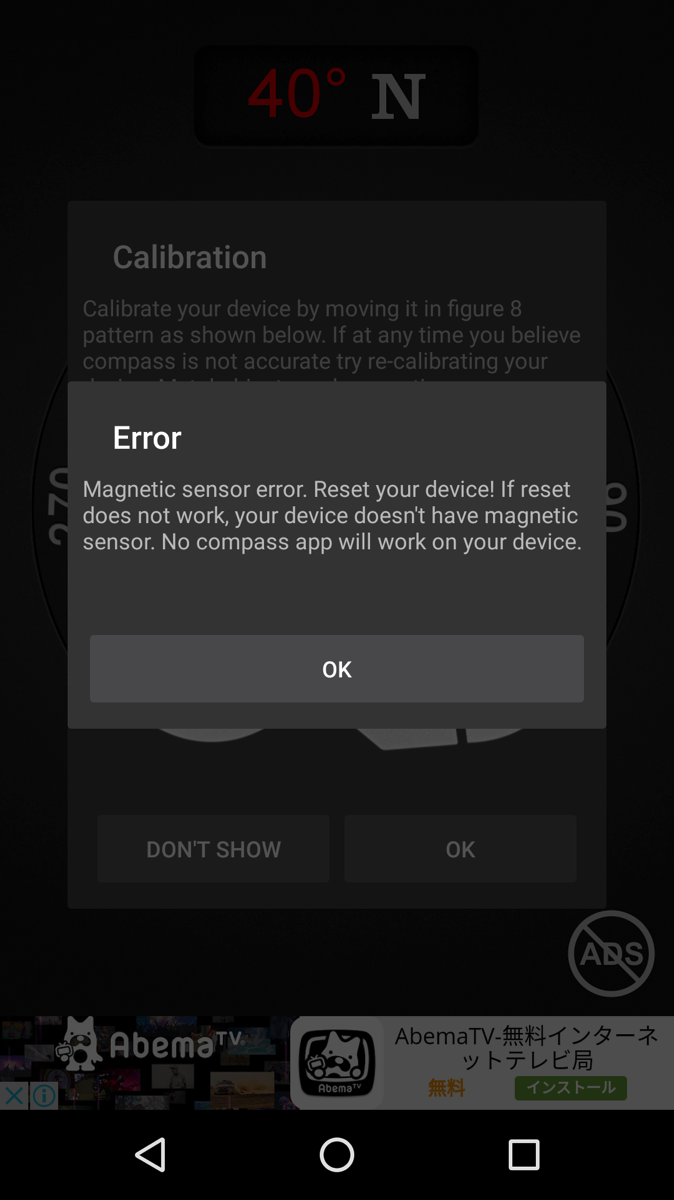 40° N
Calibration
Calibrate your device by moving it in figure 8
pattern as shown below. If at any time you believe
compass is not accurate try re-calibrating your
Error
Magnetic sensor error. Reset your device! If reset
does not work, your device doesn't have magnetic
sensor. No compass app will work on your device.
OK
DON'T SHOW
OK
ADS
AbemaTV
AbemaTV
AbemaTV-無料インターネ
ットテレビ局
無料
インストール